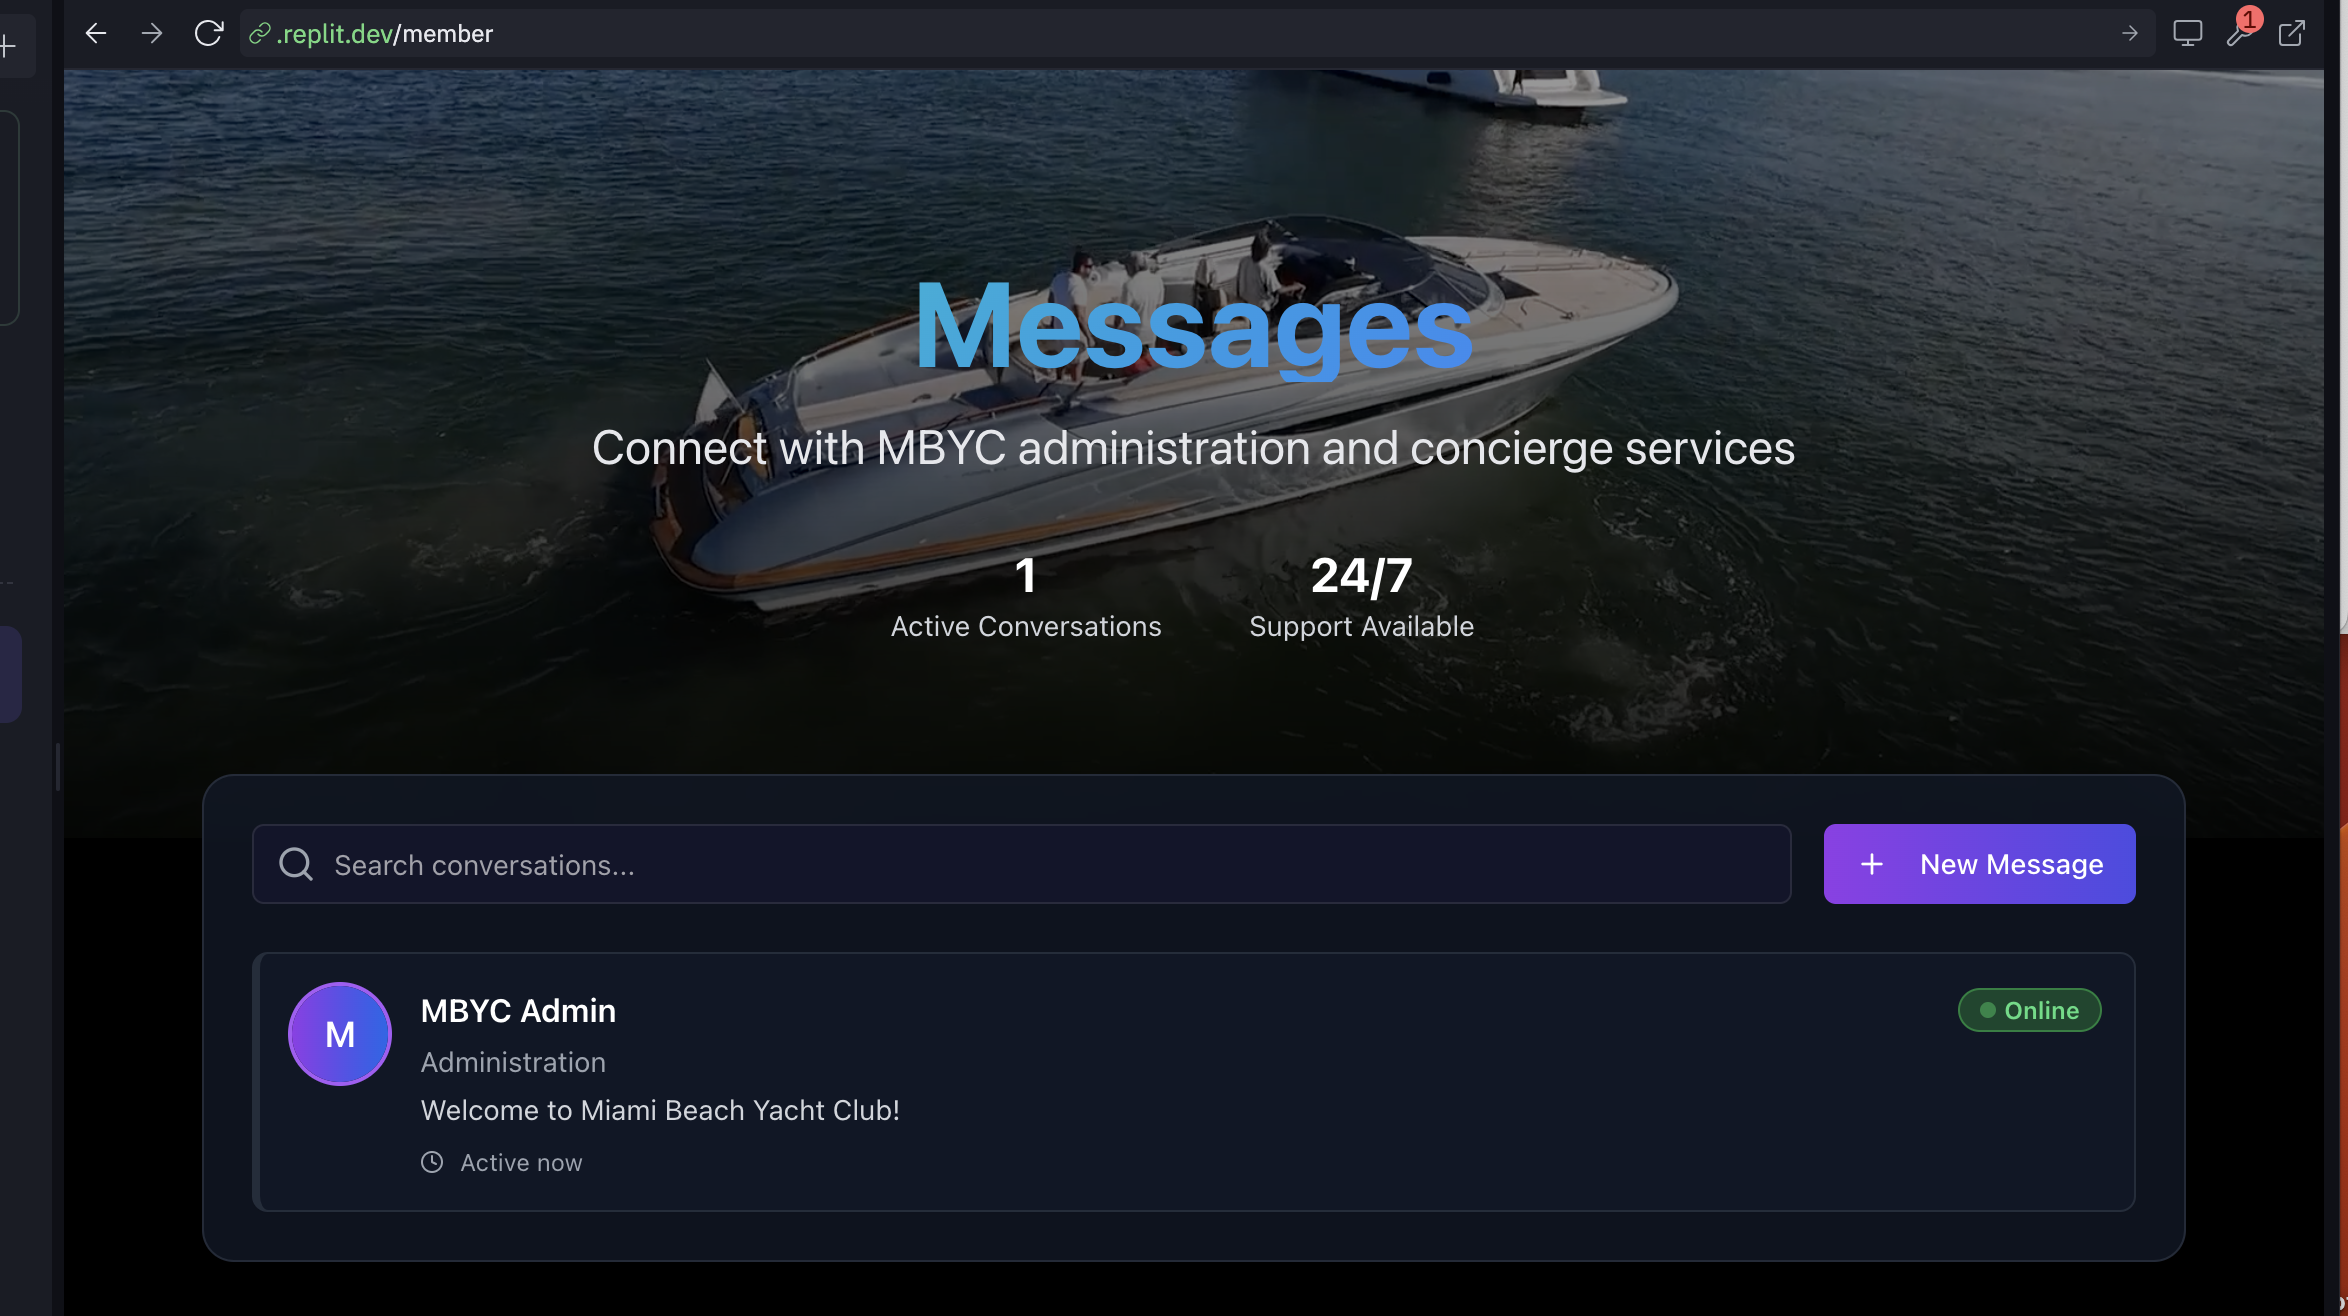 .replit.dev/member
1
Messages
Connect with MBYC administration and concierge services
1
Active Conversations
24/7
Support Available
Search conversations...
+ New Message
M
MBYC Admin
Online
Administration
Welcome to Miami Beach Yacht Club!
Active now